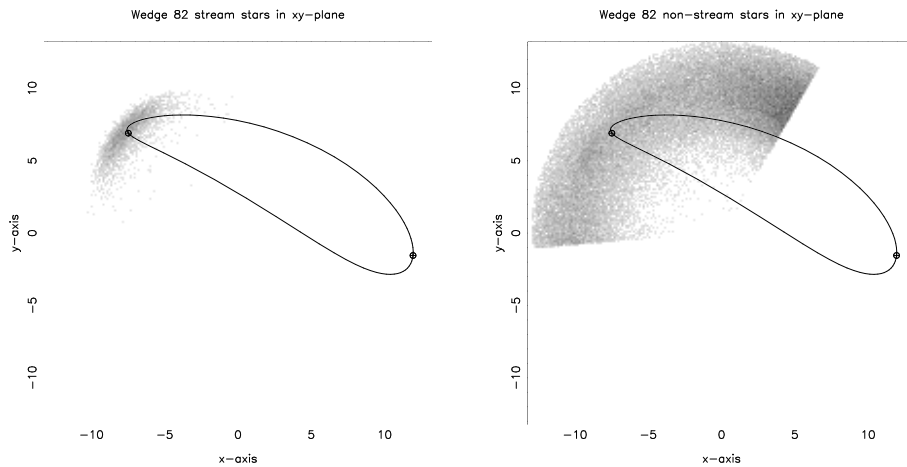 Wedge 82 stream stars in xy-plane
10
5
0
−5
−10
y-axis
−10 −5 0 5 10
x-axis
Wedge 82 non-stream stars in xy-plane
10
5
0
−5
−10
y-axis
−10 −5 0 5 10
x-axis